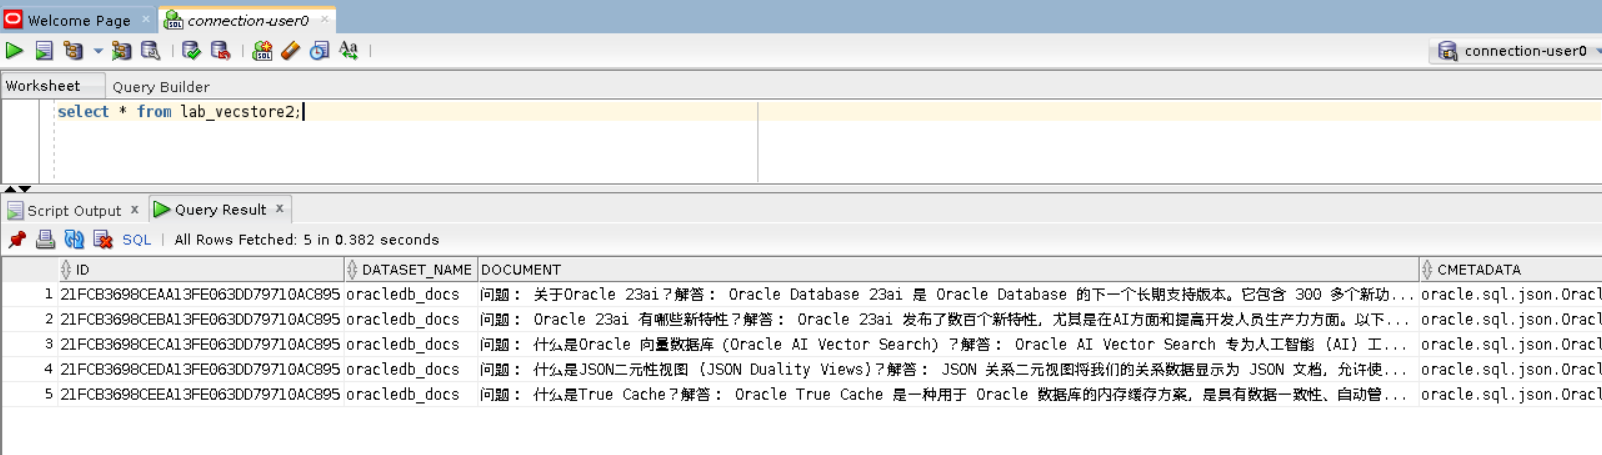 Welcome Page × connection-user0 ×
connection-user0
Worksheet Query Builder
select * from lab_vecstore2;
Script Output x Query Result x
SQL | All Rows Fetched: 5 in 0.382 seconds
ID DATASET_NAME DOCUMENT CMETADATA
1 21FCB3698CEAA13FE063DD79710AC895 oracledb_docs 问题： 关于Oracle 23ai？解答： Oracle Database 23ai 是 Oracle Database 的下一个长期支持版本。它包含 300 多个新功... oracle.sql.json.Oracl
2 21FCB3698CEBA13FE063DD79710AC895 oracledb_docs 问题： Oracle 23ai 有哪些新特性？解答： Oracle 23ai 发布了数百个新特性，尤其是在AI方面和提高开发人员生产力方面。以下... oracle.sql.json.Oracl
3 21FCB3698CECA13FE063DD79710AC895 oracledb_docs 问题： 什么是Oracle 向量数据库 (Oracle AI Vector Search) ？解答： Oracle AI Vector Search 专为人工智能 (AI) 工... oracle.sql.json.Oracl
4 21FCB3698CEDA13FE063DD79710AC895 oracledb_docs 问题： 什么是JSON二元性视图 (JSON Duality Views)？解答： JSON 关系二元视图将我们的关系数据显示为 JSON 文档，允许使... oracle.sql.json.Oracl
5 21FCB3698CEEA13FE063DD79710AC895 oracledb_docs 问题： 什么是True Cache？解答： Oracle True Cache 是一种用于 Oracle 数据库的内存缓存方案，是具有数据一致性、自动管... oracle.sql.json.Oracl